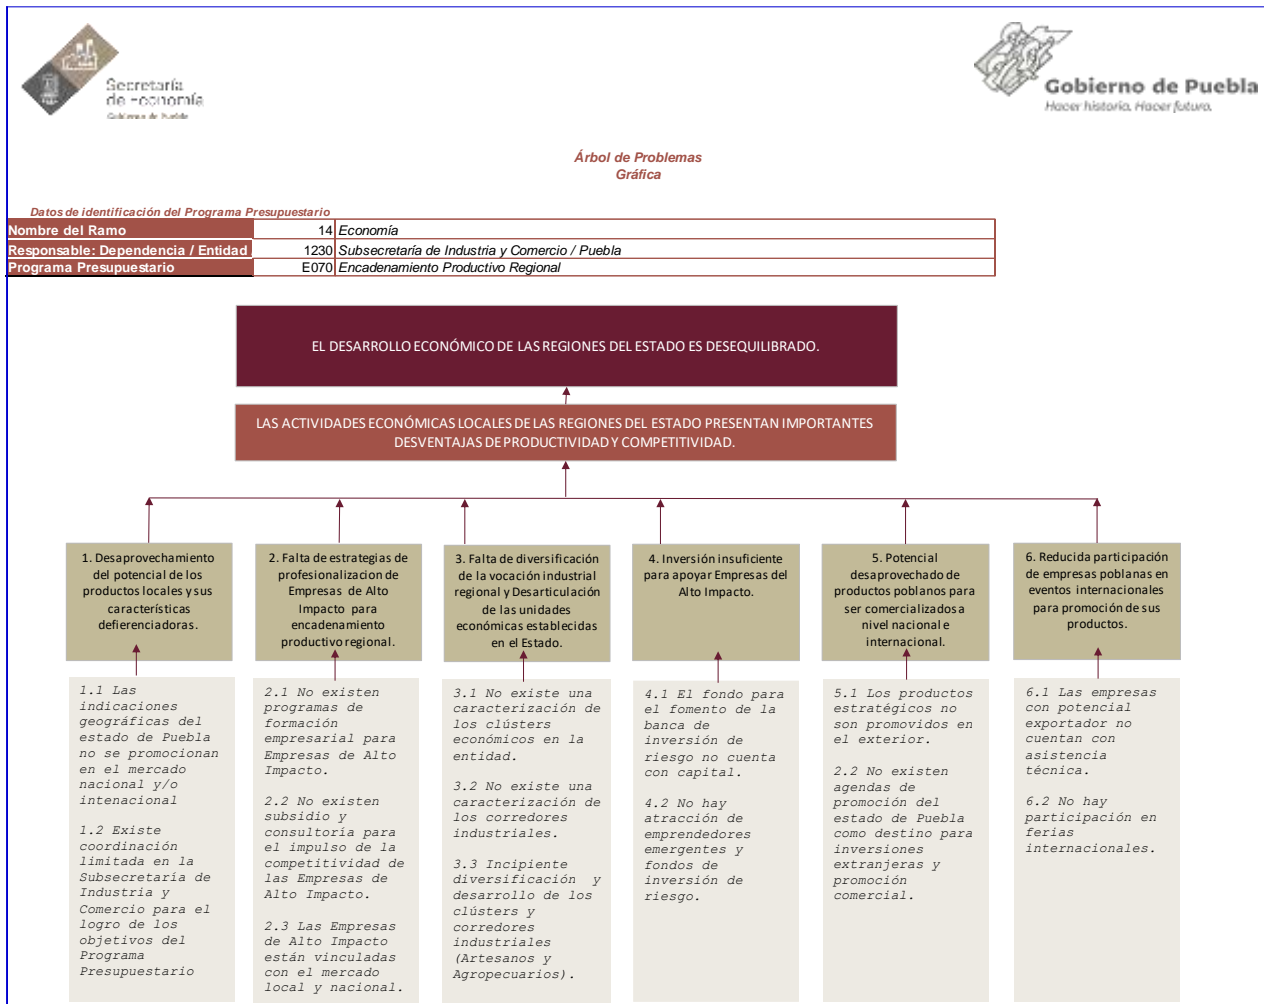 Secretaría
de Economía
Gobierno de Puebla
Gobierno de Puebla
Hacer historia. Hacer futuro.
Árbol de Problemas
Gráfica
Datos de identificación del Programa Presupuestario
Nombre del Ramo 14 Economía
Responsable: Dependencia / Entidad 1230 Subsecretaría de Industria y Comercio / Puebla
Programa Presupuestario E070 Encadenamiento Productivo Regional
EL DESARROLLO ECONÓMICO DE LAS REGIONES DEL ESTADO ES DESEQUILIBRADO.
LAS ACTIVIDADES ECONÓMICAS LOCALES DE LAS REGIONES DEL ESTADO PRESENTAN IMPORTANTES
DESVENTAJAS DE PRODUCTIVIDAD Y COMPETITIVIDAD.
1. Desaprovechamiento
del potencial de los
productos locales y sus
características
defierenciadoras.
2. Falta de estrategias de
profesionalizacion de
Empresas de Alto
Impacto para
encadenamiento
productivo regional.
3. Falta de diversificación
de la vocación industrial
regional y Desarticulación
de las unidades
económicas establecidas
en el Estado.
4. Inversión insuficiente
para apoyar Empresas del
Alto Impacto.
5. Potencial
desaprovechado de
productos poblanos para
ser comercializados a
nivel nacional e
internacional.
6. Reducida participación
de empresas poblanas en
eventos internacionales
para promoción de sus
productos.
1.1 Las
indicaciones
geográficas del
estado de Puebla
no se promocionan
en el mercado
nacional y/o
intenacional
1.2 Existe
coordinación
limitada en la
Subsecretaría de
Industria y
Comercio para el
logro de los
objetivos del
Programa
Presupuestario
2.1 No existen
programas de
formación
empresarial para
Empresas de Alto
Impacto.
2.2 No existen
subsidio y
consultoría para
el impulso de la
competitividad de
las Empresas de
Alto Impacto.
2.3 Las Empresas
de Alto Impacto
están vinculadas
con el mercado
local y nacional.
3.1 No existe una
caracterización de
los clústers
económicos en la
entidad.
3.2 No existe una
caracterización de
los corredores
industriales.
3.3 Incipiente
diversificación y
desarrollo de los
clústers y
corredores
industriales
(Artesanos y
Agropecuarios).
4.1 El fondo para
el fomento de la
banca de
inversión de
riesgo no cuenta
con capital.
4.2 No hay
atracción de
emprendedores
emergentes y
fondos de
inversión de
riesgo.
5.1 Los productos
estratégicos no
son promovidos en
el exterior.
2.2 No existen
agendas de
promoción del
estado de Puebla
como destino para
inversiones
extranjeras y
promoción
comercial.
6.1 Las empresas
con potencial
exportador no
cuentan con
asistencia
técnica.
6.2 No hay
participación en
ferias
internacionales.